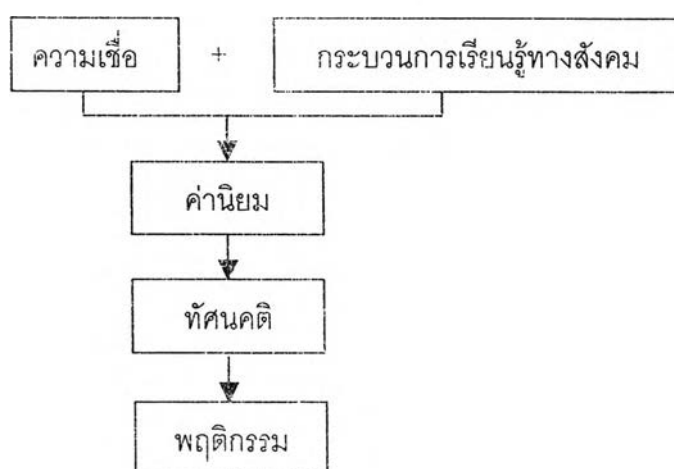 ความเชื่อ + กระบวนการเรียนรู้ทางสังคม
ค่านิยม
ทัศนคติ
พฤติกรรม